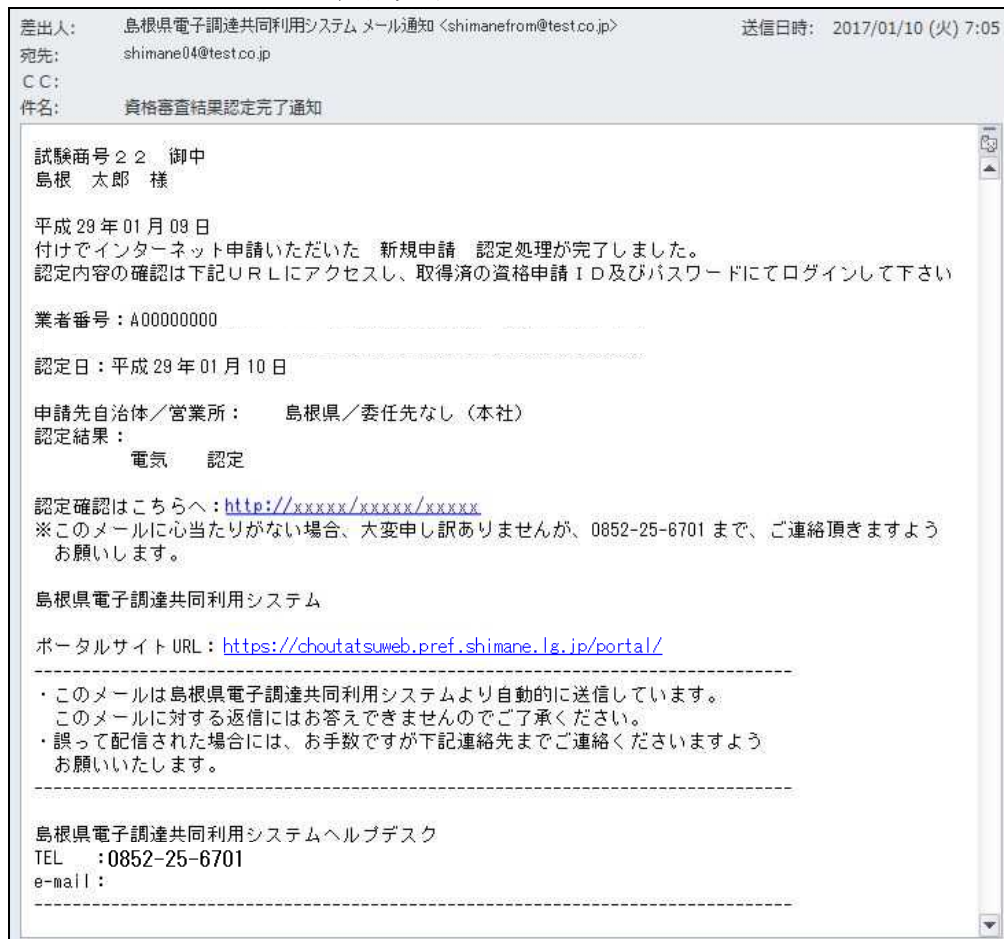 差出人: 島根県電子調達共同利用システム メール通知 <shimanefrom@test.co.jp> 送信日時: 2017/01/10 (火) 7:05
宛先: shimane04@test.co.jp
CC:
件名: 資格審査結果認定完了通知
試験商号22 御中
島根 太郎 様
平成29年01月09日
付けでインターネット申請いただいた 新規申請 認定処理が完了しました。
認定内容の確認は下記URLにアクセスし、取得済の資格申請ID及びパスワードにてログインして下さい
業者番号:A00000000
認定日:平成29年01月10日
申請先自治体/営業所: 島根県/委任先なし(本社)
認定結果:
電気 認定
認定確認はこちらへ:http://xxxxx/xxxxx/xxxxx
※このメールに心当たりがない場合、大変申し訳ありませんが、0852-25-6701まで、ご連絡頂きますよう
お願いします。
島根県電子調達共同利用システム
ポータルサイトURL:https://choutatsuweb.pref.shimane.lg.jp/portal/
--------------------------------------------------------------------------------
・このメールは島根県電子調達共同利用システムより自動的に送信しています。
このメールに対する返信にはお答えできませんのでご了承ください。
・誤って配信された場合には、お手数ですが下記連絡先までご連絡くださいますよう
お願いいたします。
--------------------------------------------------------------------------------
島根県電子調達共同利用システムヘルプデスク
TEL :0852-25-6701
e-mail:
--------------------------------------------------------------------------------